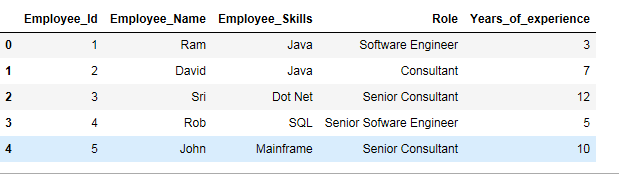 Employee_Id Employee_Name Employee_Skills Role Years_of_experience
0 1 Ram Java Software Engineer 3
1 2 David Java Consultant 7
2 3 Sri Dot Net Senior Consultant 12
3 4 Rob SQL Senior Sofware Engineer 5
4 5 John Mainframe Senior Consultant 10